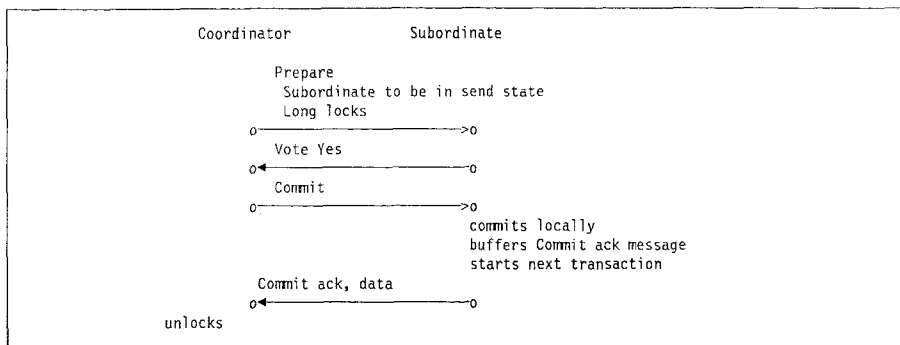 Coordinator Subordinate
Prepare
Subordinate to be in send state
Long locks
Vote Yes
Commit
commits locally
buffers Commit ack message
starts next transaction
Commit ack, data
unlocks